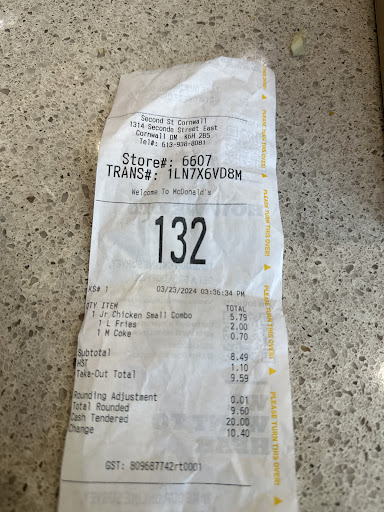 Second St Cornwall
1314 Seconds Street East
Cornwall ON K6H 2B5
Tel#: 613-938-8081
Store#: 6607
TRANS#: 1LN7X6VD8M
Welcome To McDonald's
132
KS# 1 03/23/2024 03:36:34 PM
QTY ITEM TOTAL
1 Jr Chicken Small Combo 5.79
1 L Fries 2.00
1 M Coke 0.70
Subtotal 8.49
HST 1.10
Take-Out Total 9.59
Rounding Adjustment 0.01
Total Rounded 9.60
Cash Tendered 20.00
Change 10.40
GST: 809687742rt0001
PLEASE TURN THIS OVER!
PLEASE TURN THIS OVER!
PLEASE TURN THIS OVER!
PLEASE TURN THIS OVER!